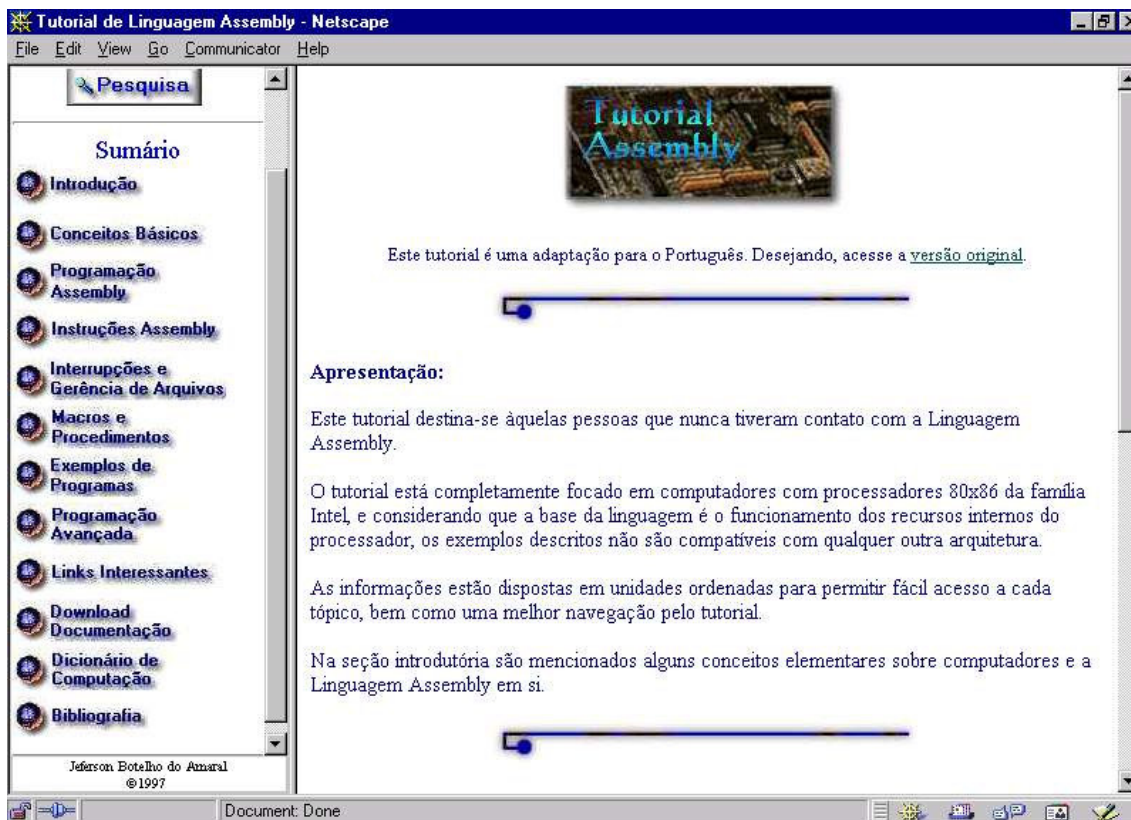 Tutorial de Linguagem Assembly - Netscape
File Edit View Go Communicator Help
Pesquisa
Sumário
Introdução
Conceitos Básicos
Programação
Assembly
Instruções Assembly
Interrupções e
Gerência de Arquivos
Macros e
Procedimentos
Exemplos de
Programas
Programação
Avançada
Links Interessantes
Download
Documentação
Dicionário de
Computação
Bibliografia
Jeferson Botelho do Amaral
©1997
Tutorial
Assembly
Este tutorial é uma adaptação para o Português. Desejando, acesse a versão original.
Apresentação:
Este tutorial destina-se àquelas pessoas que nunca tiveram contato com a Linguagem
Assembly.
O tutorial está completamente focado em computadores com processadores 80x86 da família
Intel, e considerando que a base da linguagem é o funcionamento dos recursos internos do
processador, os exemplos descritos não são compatíveis com qualquer outra arquitetura.
As informações estão dispostas em unidades ordenadas para permitir fácil acesso a cada
tópico, bem como uma melhor navegação pelo tutorial.
Na seção introdutória são mencionados alguns conceitos elementares sobre computadores e a
Linguagem Assembly em si.
Document: Done